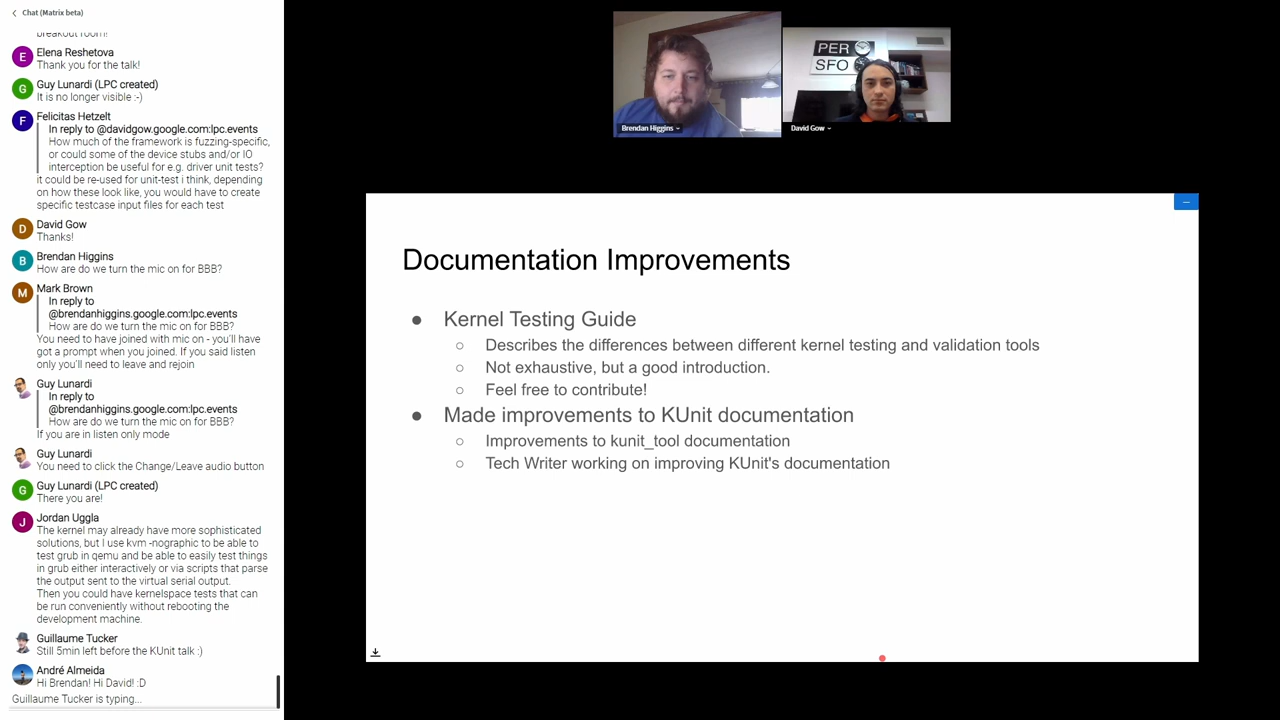 Chat (Matrix beta)
breakout room!
E
Elena Reshetova
Thank you for the talk!
G
Guy Lunardi (LPC created)
It is no longer visible :-)
F
Felicitas Hetzelt
In reply to @davidgow.google.com:lpc.events
How much of the framework is fuzzing-specific,
or could some of the device stubs and/or IO
interception be useful for e.g. driver unit tests?
it could be re-used for unit-test i think, depending
on how these look like, you would have to create
specific testcase input files for each test
D
David Gow
Thanks!
B
Brendan Higgins
How are do we turn the mic on for BBB?
M
Mark Brown
In reply to
@brendanhiggins.google.com:lpc.events
How are do we turn the mic on for BBB?
You need to have joined with mic on - you'll have
got a prompt when you joined. If you said listen
only you'll need to leave and rejoin
Guy Lunardi
In reply to
@brendanhiggins.google.com:lpc.events
How are do we turn the mic on for BBB?
If you are in listen only mode
Guy Lunardi
You need to click the Change/Leave audio button
G
Guy Lunardi (LPC created)
There you are!
J
Jordan Uggla
The kernel may already have more sophisticated
solutions, but I use kvm -nographic to be able to
test grub in qemu and be able to easily test things
in grub either interactively or via scripts that parse
the output sent to the virtual serial output.
Then you could have kernelspace tests that can
be run conveniently without rebooting the
development machine.
Guillaume Tucker
Still 5min left before the KUnit talk :)
André Almeida
Hi Brendan! Hi David! :D
Guillaume Tucker is typing...
Brendan Higgins
PER
SFO
David Gow
Documentation Improvements
● Kernel Testing Guide
○ Describes the differences between different kernel testing and validation tools
○ Not exhaustive, but a good introduction.
○ Feel free to contribute!
● Made improvements to KUnit documentation
○ Improvements to kunit_tool documentation
○ Tech Writer working on improving KUnit's documentation